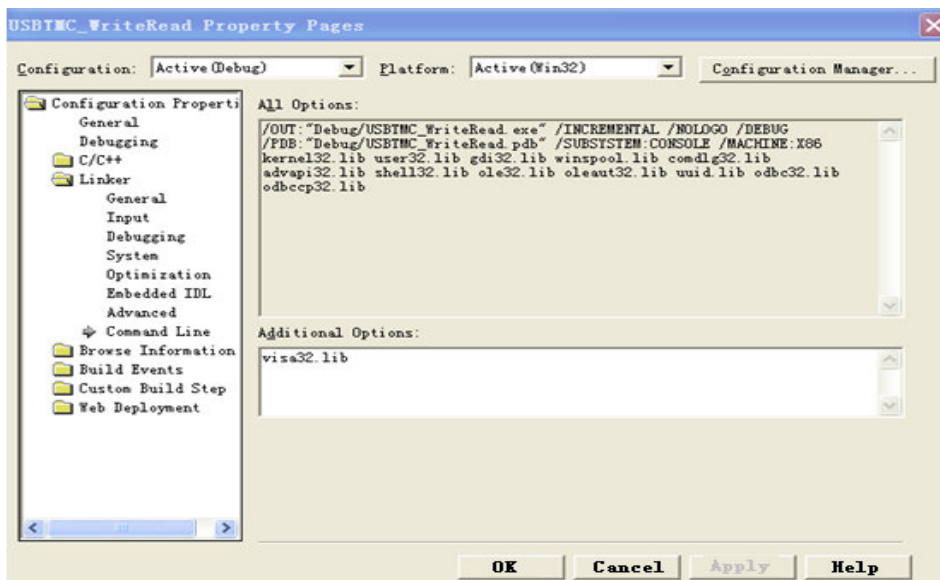 USBTMC_WriteRead Property Pages
Configuration: Active(Debug) Platform: Active(Win32) Configuration Manager...
Configuration Properti
General
Debugging
C/C++
Linker
General
Input
Debugging
System
Optimization
Embedded IDL
Advanced
Command Line
Browse Information
Build Events
Custom Build Step
Web Deployment
All Options:
/OUT:"Debug/USBTMC_WriteRead.exe" /INCREMENTAL /NOLOGO /DEBUG
/PDB:"Debug/USBTMC_WriteRead.pdb" /SUBSYSTEM:CONSOLE /MACHINE:X86
kernel32.lib user32.lib gdi32.lib winspool.lib comdlg32.lib
advapi32.lib shell32.lib ole32.lib oleaut32.lib uuid.lib odbc32.lib
odbccp32.lib
Additional Options:
visa32.lib
OK Cancel Apply Help